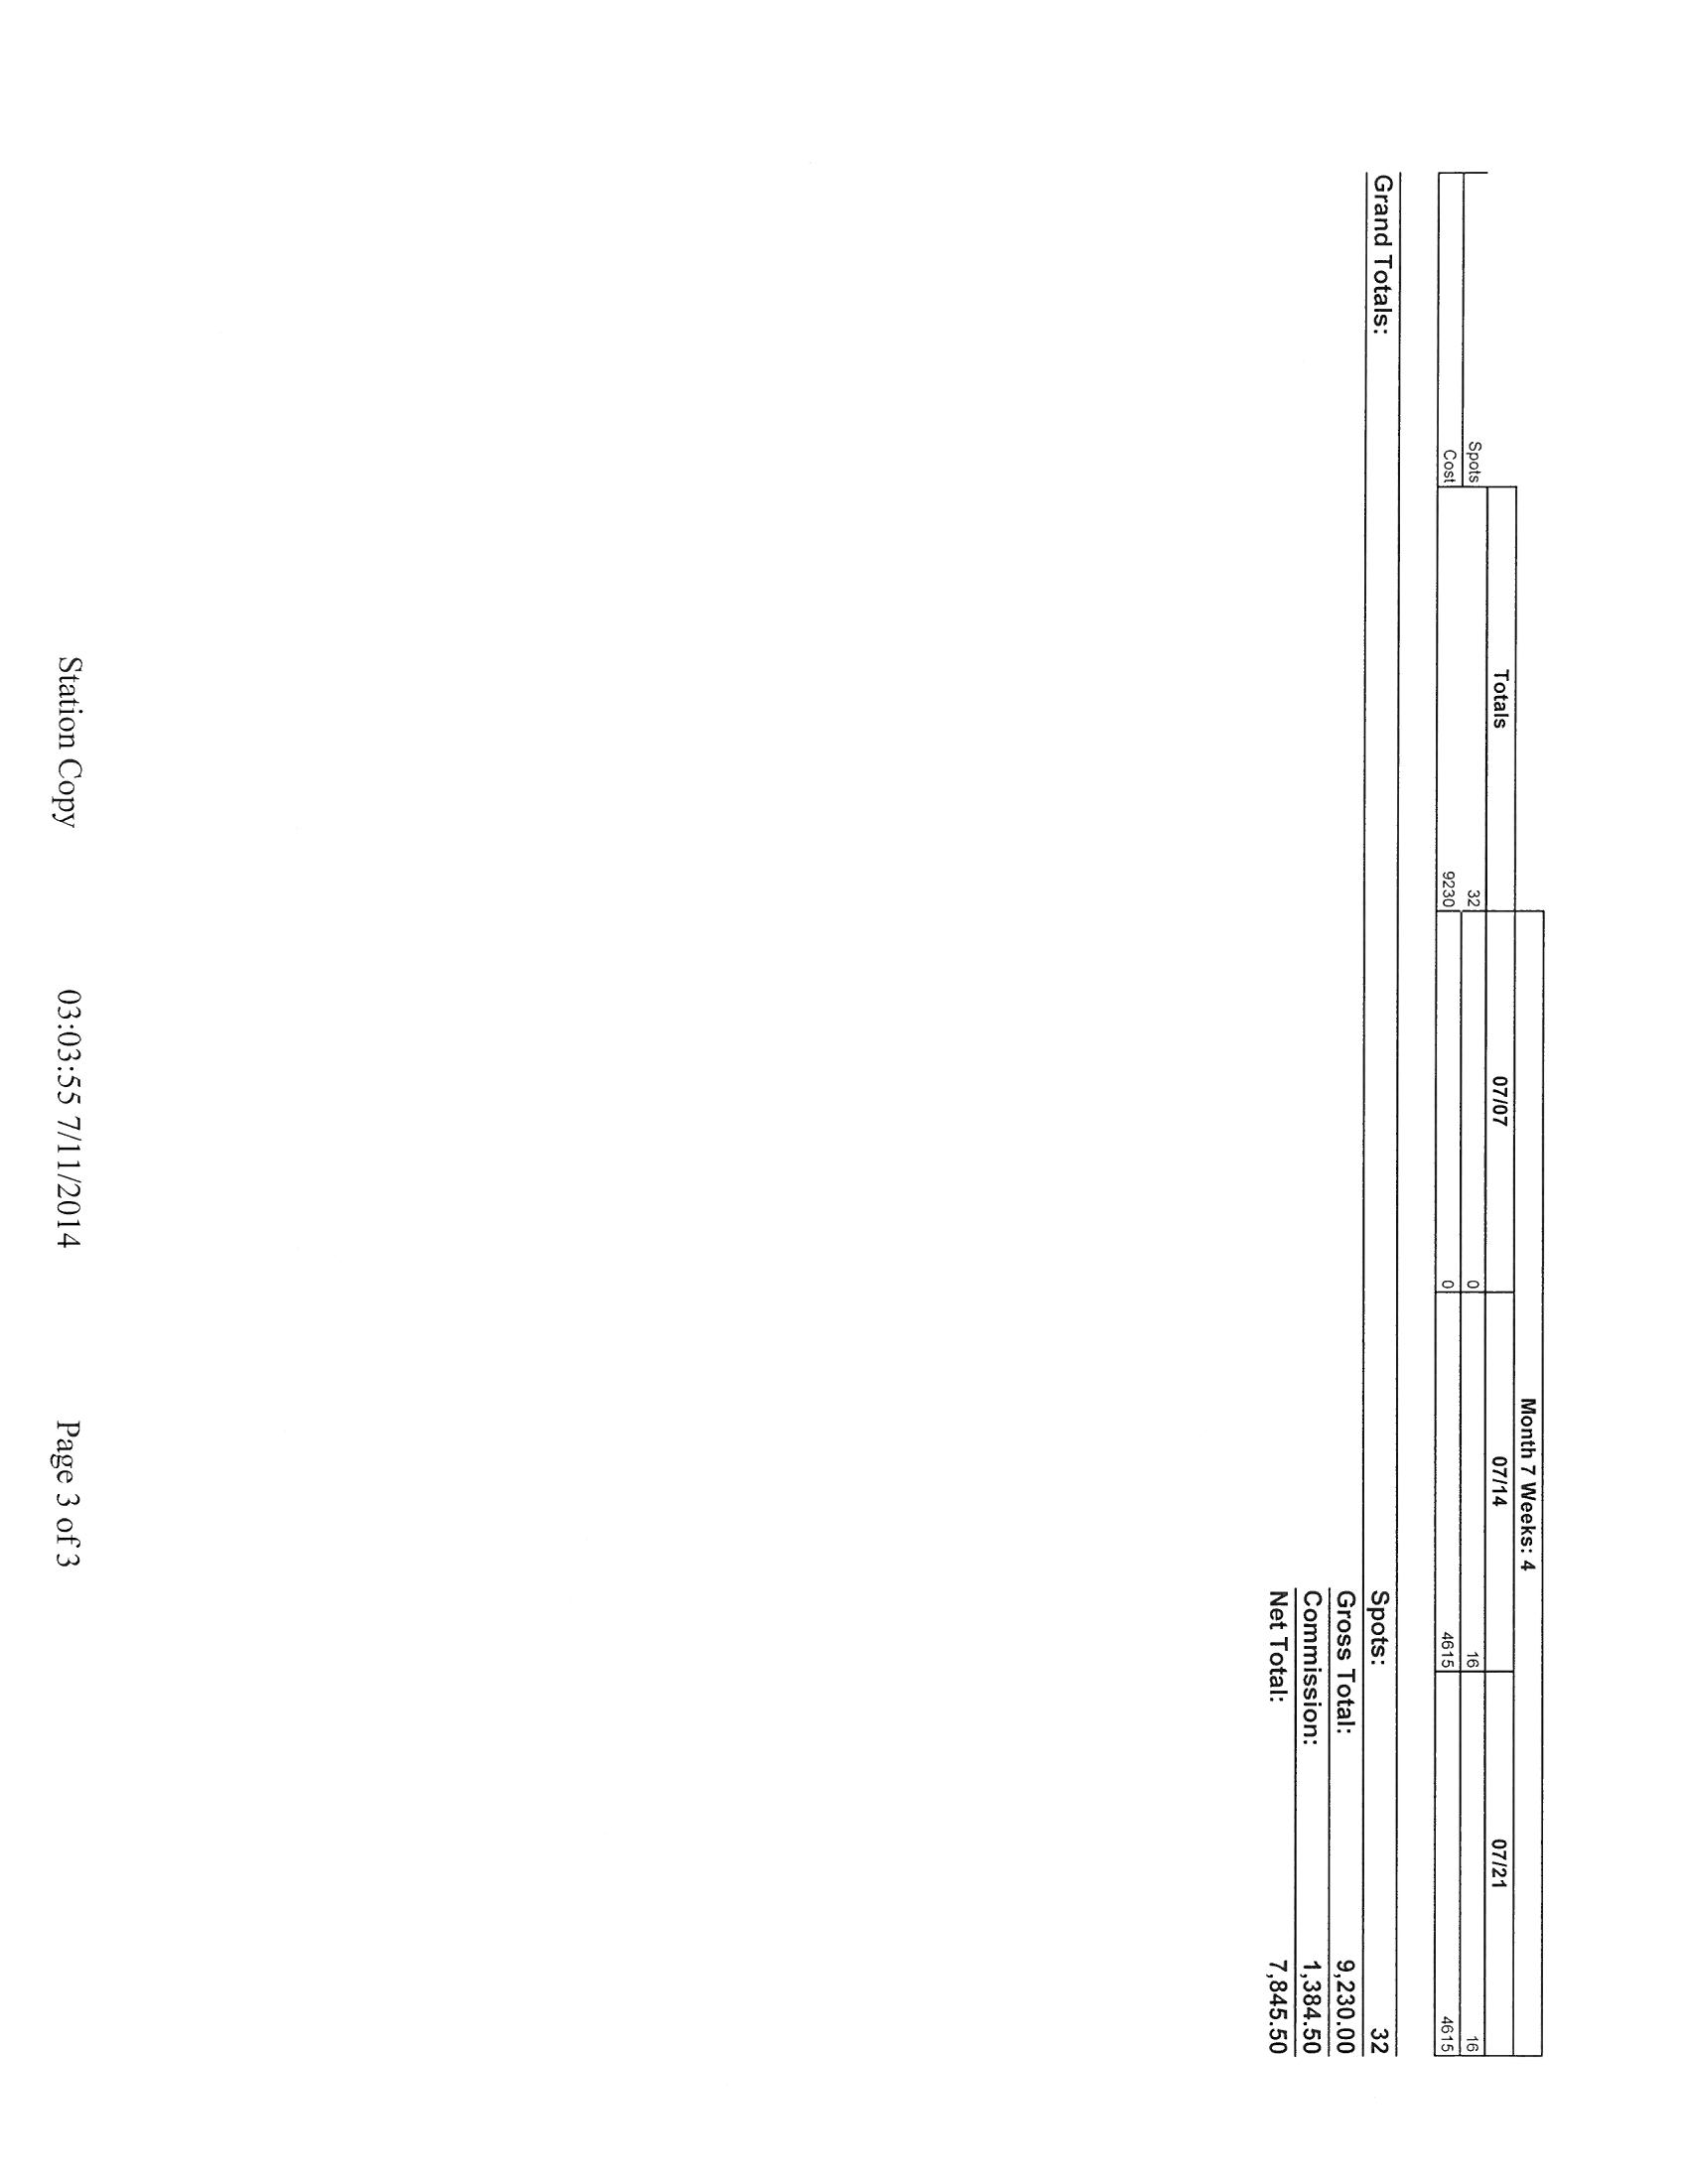 Month 7 Weeks: 4
Totals 07/07 07/14 07/21
Spots 32 0 16 16
Cost 9230 0 4615 4615
Grand Totals: Spots: 32
Gross Total: 9,230.00
Commission: 1,384.50
Net Total: 7,845.50
Station Copy 03:03:55 7/11/2014 Page 3 of 3